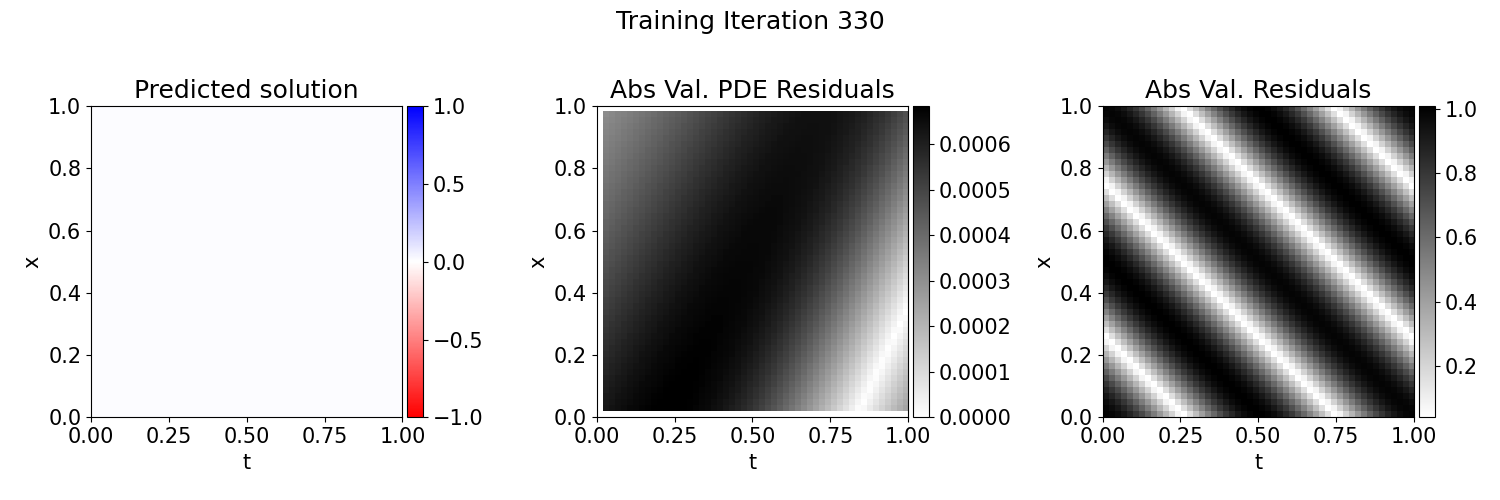 Training Iteration 330
Predicted solution
1.0
0.8
0.6
0.4
0.2
0.0
x
0.00 0.25 0.50 0.75 1.00
t
1.0
0.5
0.0
−0.5
−1.0
Abs Val. PDE Residuals
1.0
0.8
0.6
0.4
0.2
0.0
x
0.00 0.25 0.50 0.75 1.00
t
0.0006
0.0005
0.0004
0.0003
0.0002
0.0001
0.0000
Abs Val. Residuals
1.0
0.8
0.6
0.4
0.2
0.0
x
0.00 0.25 0.50 0.75 1.00
t
1.0
0.8
0.6
0.4
0.2